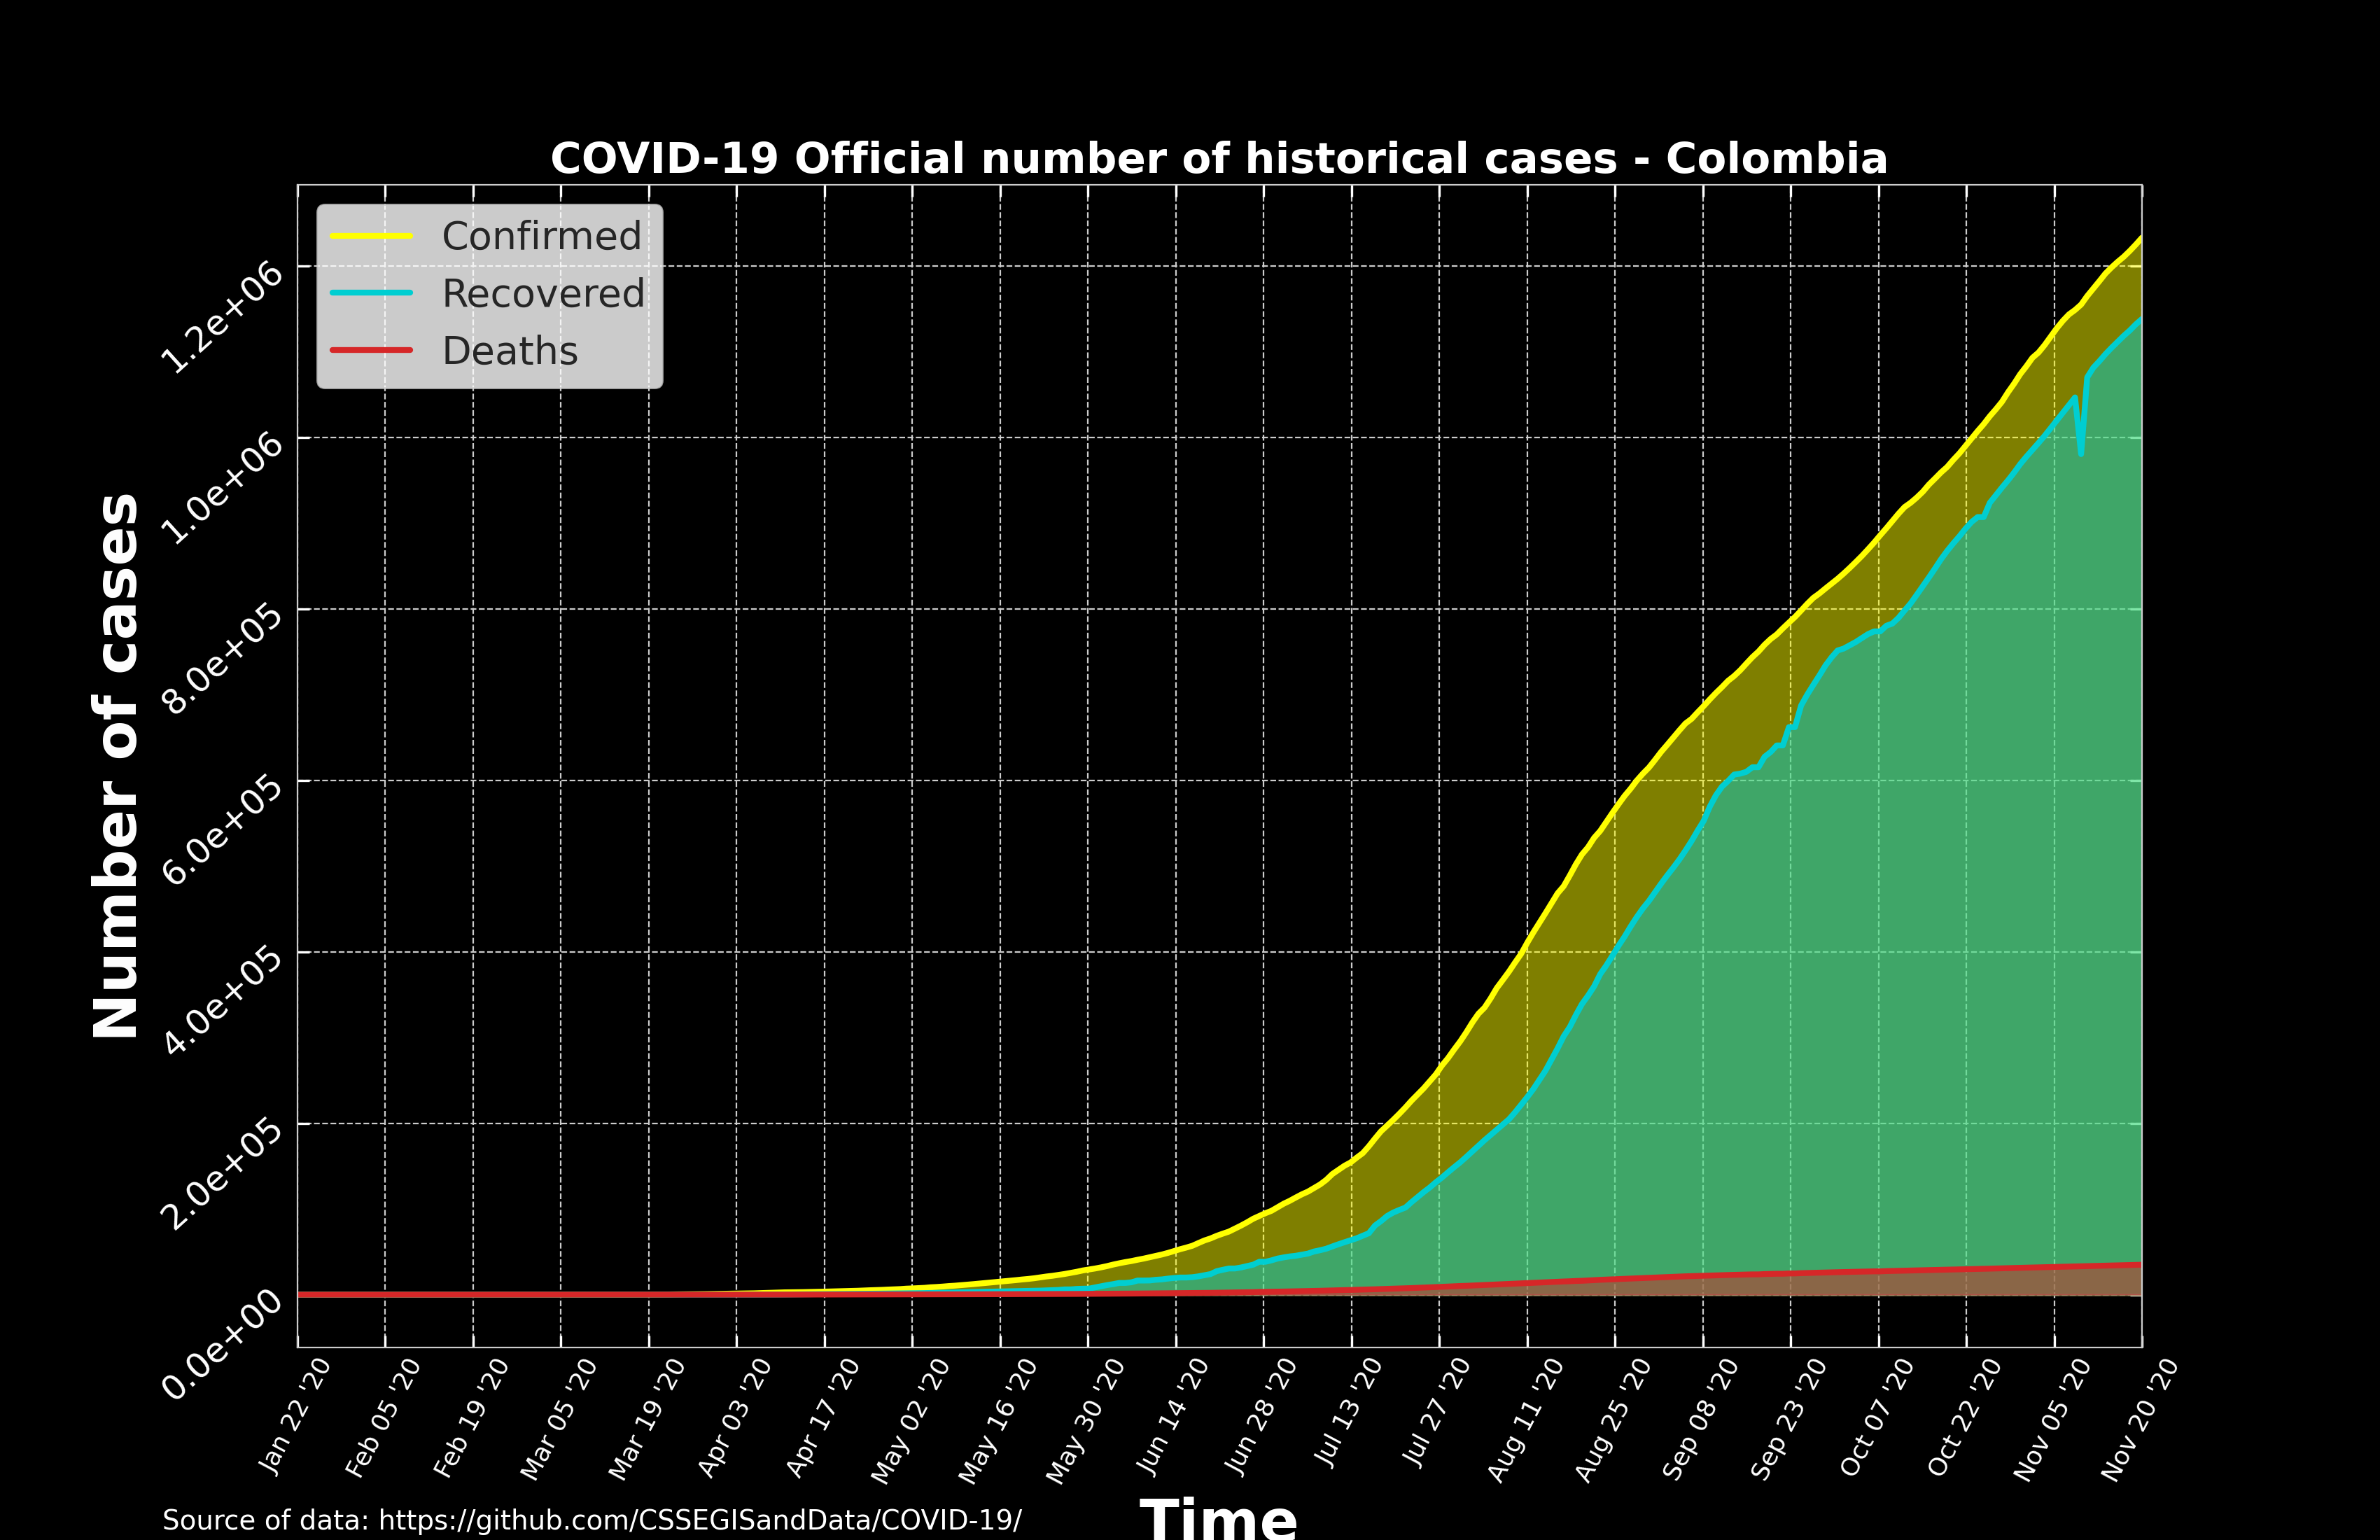 COVID-19 Official number of historical cases - Colombia
Confirmed
Recovered
Deaths
Number of cases
1.2e+06
1.0e+06
8.0e+05
6.0e+05
4.0e+05
2.0e+05
0.0e+00
Jan 22 '20
Feb 05 '20
Feb 19 '20
Mar 05 '20
Mar 19 '20
Apr 03 '20
Apr 17 '20
May 02 '20
May 16 '20
May 30 '20
Jun 14 '20
Jun 28 '20
Jul 13 '20
Jul 27 '20
Aug 11 '20
Aug 25 '20
Sep 08 '20
Sep 23 '20
Oct 07 '20
Oct 22 '20
Nov 05 '20
Nov 20 '20
Time
Source of data: https://github.com/CSSEGISandData/COVID-19/